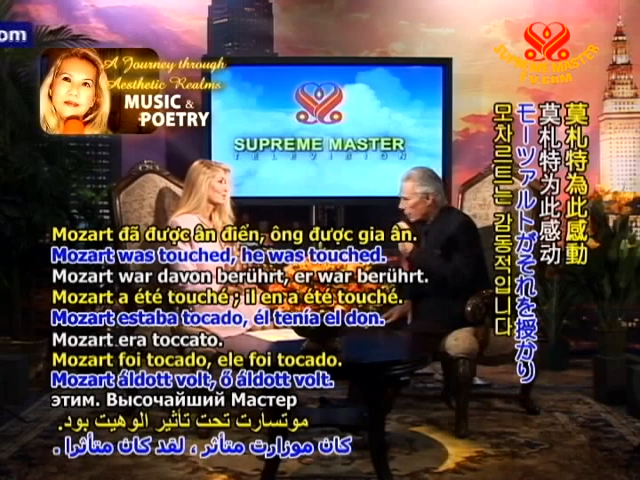 .com
A Journey through
Aesthetic Realms
MUSIC &
POETRY
SUPREME MASTER
TV.COM
SUPREME MASTER
TELEVISION
莫札特為此感動
莫札特为此感动
モーツァルトがそれを授かり
모차르트는 감동적입니다
Mozart đã được ân điển, ông được gia ân.
Mozart was touched, he was touched.
Mozart war davon berührt, er war berührt.
Mozart a été touché ; il en a été touché.
Mozart estaba tocado, él tenía el don.
Mozart era toccato.
Mozart foi tocado, ele foi tocado.
Mozart áldott volt, ő áldott volt.
этим. Высочайший Мастер
موتسارت تحت تأثیر الوهیت بود.
كان موزارت متأثر ، لقد كان متأثرا .